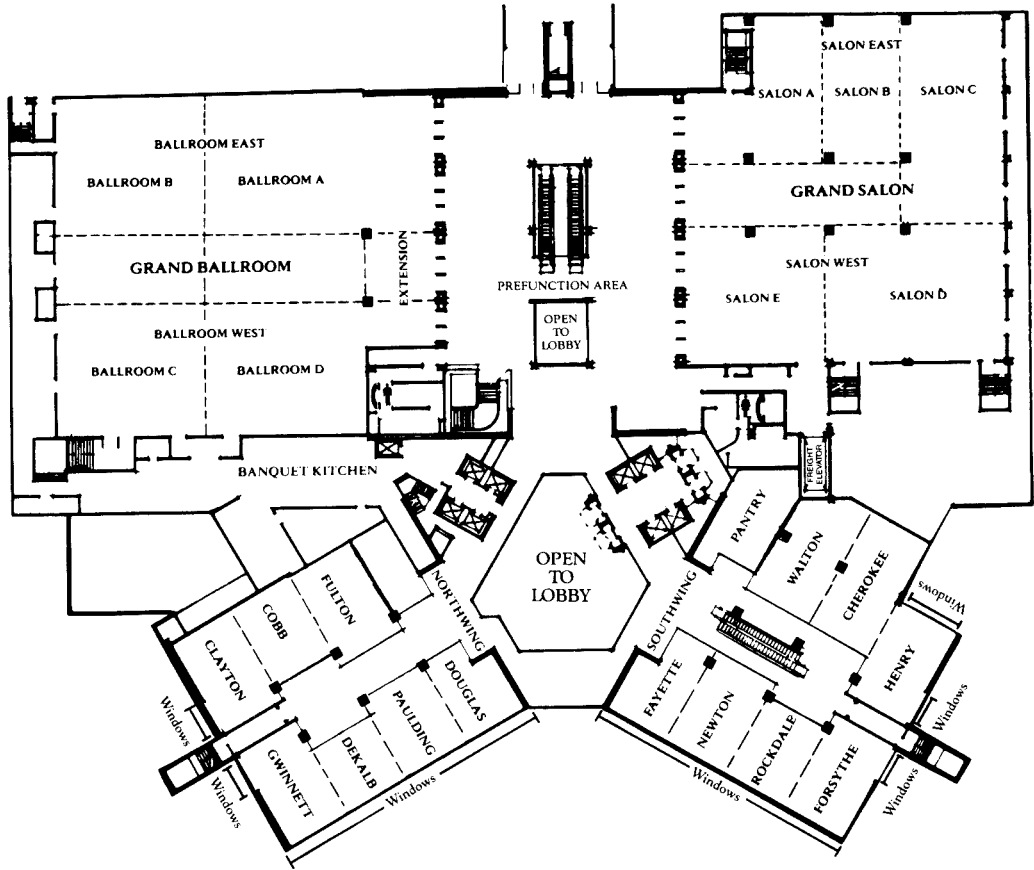 SALON EAST
SALON A
SALON B
SALON C
BALLROOM EAST
BALLROOM B
BALLROOM A
GRAND SALON
GRAND BALLROOM
EXTENSION
SALON WEST
PREFUNCTION AREA
SALON E
SALON D
OPEN
TO
LOBBY
BALLROOM WEST
BALLROOM C
BALLROOM D
BANQUET KITCHEN
FREIGHT
ELEVATOR
PANTRY
OPEN
TO
LOBBY
NORTHWING
SOUTHWING
FULTON
COBB
CLAYTON
Windows
DOUGLAS
PAULDING
DEKALB
GWINNETT
Windows
Windows
WALTON
CHEROKEE
Windows
HENRY
Windows
FAYETTE
NEWTON
ROCKDALE
FORSYTHE
Windows
Windows